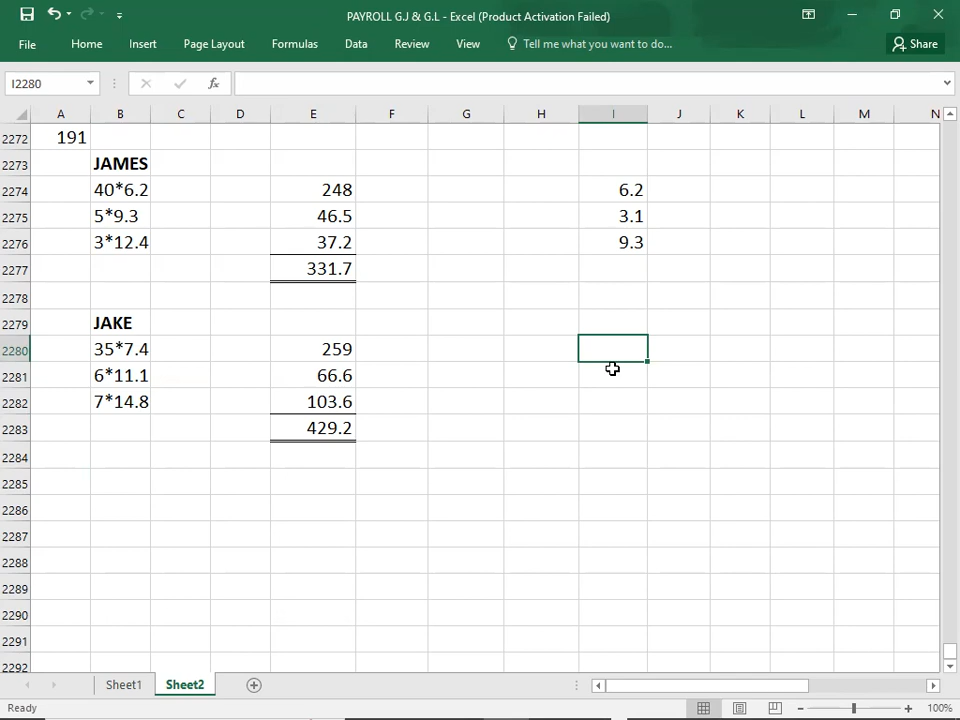 PAYROLL G.J & G.L - Excel (Product Activation Failed)
File Home Insert Page Layout Formulas Data Review View Tell me what you want to do... Share
I2280 fx
A B C D E F G H I J K L M N
2272 191
2273 JAMES
2274 40*6.2 248 6.2
2275 5*9.3 46.5 3.1
2276 3*12.4 37.2 9.3
2277 331.7
2278
2279 JAKE
2280 35*7.4 259
2281 6*11.1 66.6
2282 7*14.8 103.6
2283 429.2
2284
2285
2286
2287
2288
2289
2290
2291
2292
Sheet1 Sheet2
Ready 100%